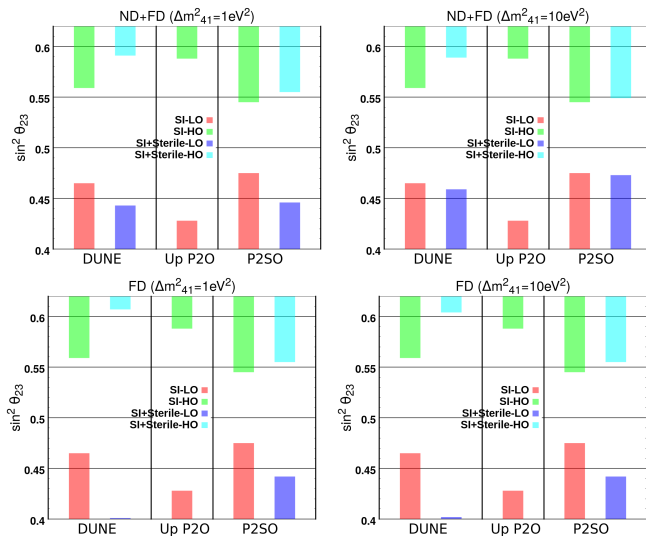 ND+FD (Δm²₄₁=1eV²)
0.6
0.55
0.5
0.45
0.4
sin² θ₂₃
SI-LO
SI-HO
SI+Sterile-LO
SI+Sterile-HO
DUNE Up P2O P2SO
ND+FD (Δm²₄₁=10eV²)
0.6
0.55
0.5
0.45
0.4
sin² θ₂₃
SI-LO
SI-HO
SI+Sterile-LO
SI+Sterile-HO
DUNE Up P2O P2SO
FD (Δm²₄₁=1eV²)
0.6
0.55
0.5
0.45
0.4
sin² θ₂₃
SI-LO
SI-HO
SI+Sterile-LO
SI+Sterile-HO
DUNE Up P2O P2SO
FD (Δm²₄₁=10eV²)
0.6
0.55
0.5
0.45
0.4
sin² θ₂₃
SI-LO
SI-HO
SI+Sterile-LO
SI+Sterile-HO
DUNE Up P2O P2SO